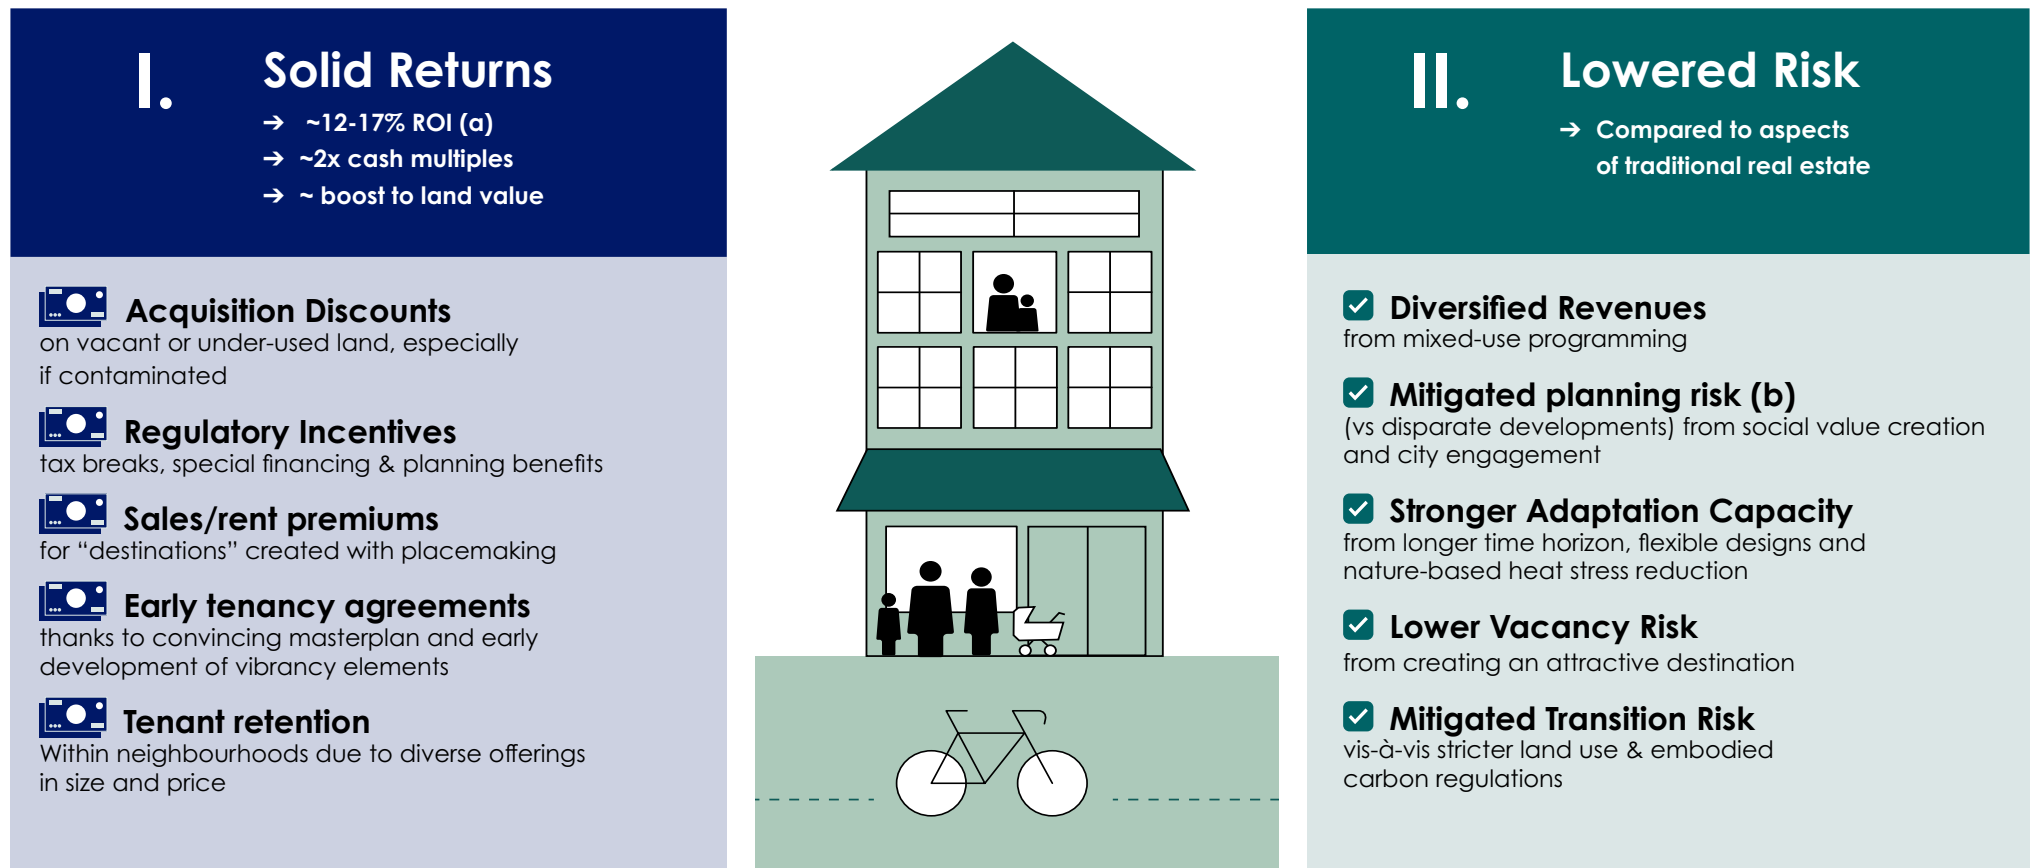 I.
Solid Returns
➔ ~12-17% ROI (a)
➔ ~2x cash multiples
➔ ~ boost to land value
Acquisition Discounts
on vacant or under-used land, especially
if contaminated
Regulatory Incentives
tax breaks, special financing & planning benefits
Sales/rent premiums
for “destinations” created with placemaking
Early tenancy agreements
thanks to convincing masterplan and early
development of vibrancy elements
Tenant retention
Within neighbourhoods due to diverse offerings
in size and price
II.
Lowered Risk
➔ Compared to aspects
of traditional real estate
Diversified Revenues
from mixed-use programming
Mitigated planning risk (b)
(vs disparate developments) from social value creation
and city engagement
Stronger Adaptation Capacity
from longer time horizon, flexible designs and
nature-based heat stress reduction
Lower Vacancy Risk
from creating an attractive destination
Mitigated Transition Risk
vis-à-vis stricter land use & embodied
carbon regulations